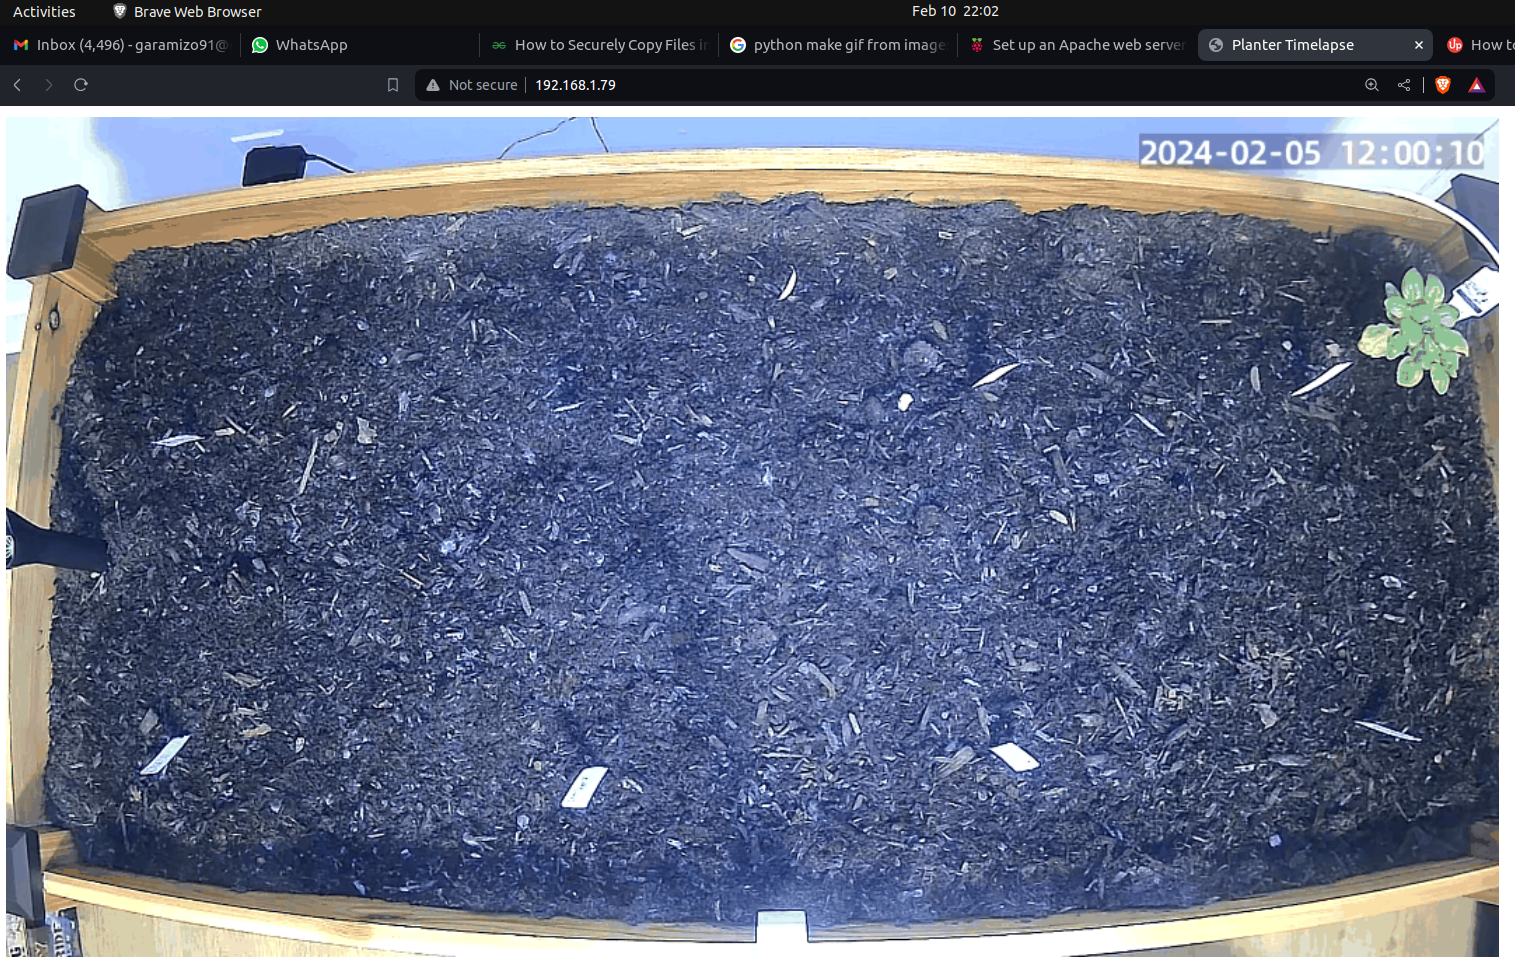 Activities
Brave Web Browser
Feb 10 22:02
Inbox (4,496) - garamizo91@
WhatsApp
How to Securely Copy Files in
python make gif from image
Set up an Apache web server
Planter Timelapse
How to
Not secure
192.168.1.79
2024-02-05 12:00:10